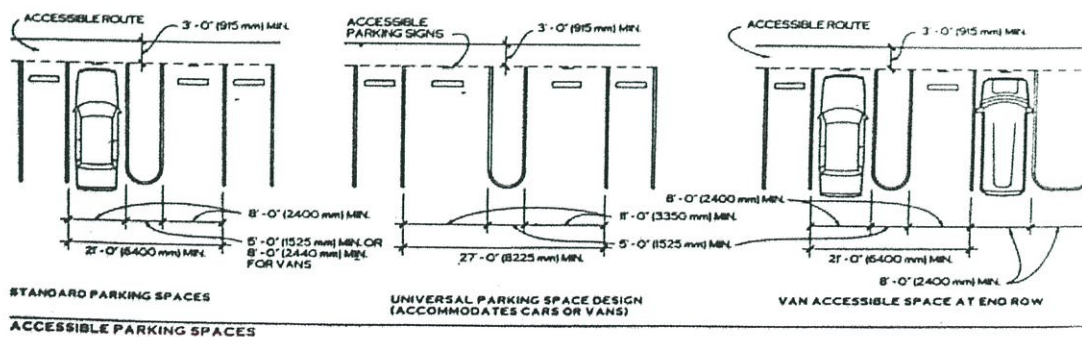 ACCESSIBLE ROUTE
3'-0" (915 mm) MIN.
8'-0" (2400 mm) MIN.
5'-0" (1525 mm) MIN. OR
8'-0" (2440 mm) MIN.
FOR VANS
21'-0" (6400 mm) MIN.
STANDARD PARKING SPACES
ACCESSIBLE
PARKING SIGNS
3'-0" (915 mm) MIN.
11'-0" (3350 mm) MIN.
5'-0" (1525 mm) MIN.
27'-0" (8225 mm) MIN.
UNIVERSAL PARKING SPACE DESIGN
(ACCOMMODATES CARS OR VANS)
ACCESSIBLE ROUTE
3'-0" (915 mm) MIN.
8'-0" (2400 mm) MIN.
21'-0" (6400 mm) MIN.
8'-0" (2400 mm) MIN.
VAN ACCESSIBLE SPACE AT END ROW
ACCESSIBLE PARKING SPACES